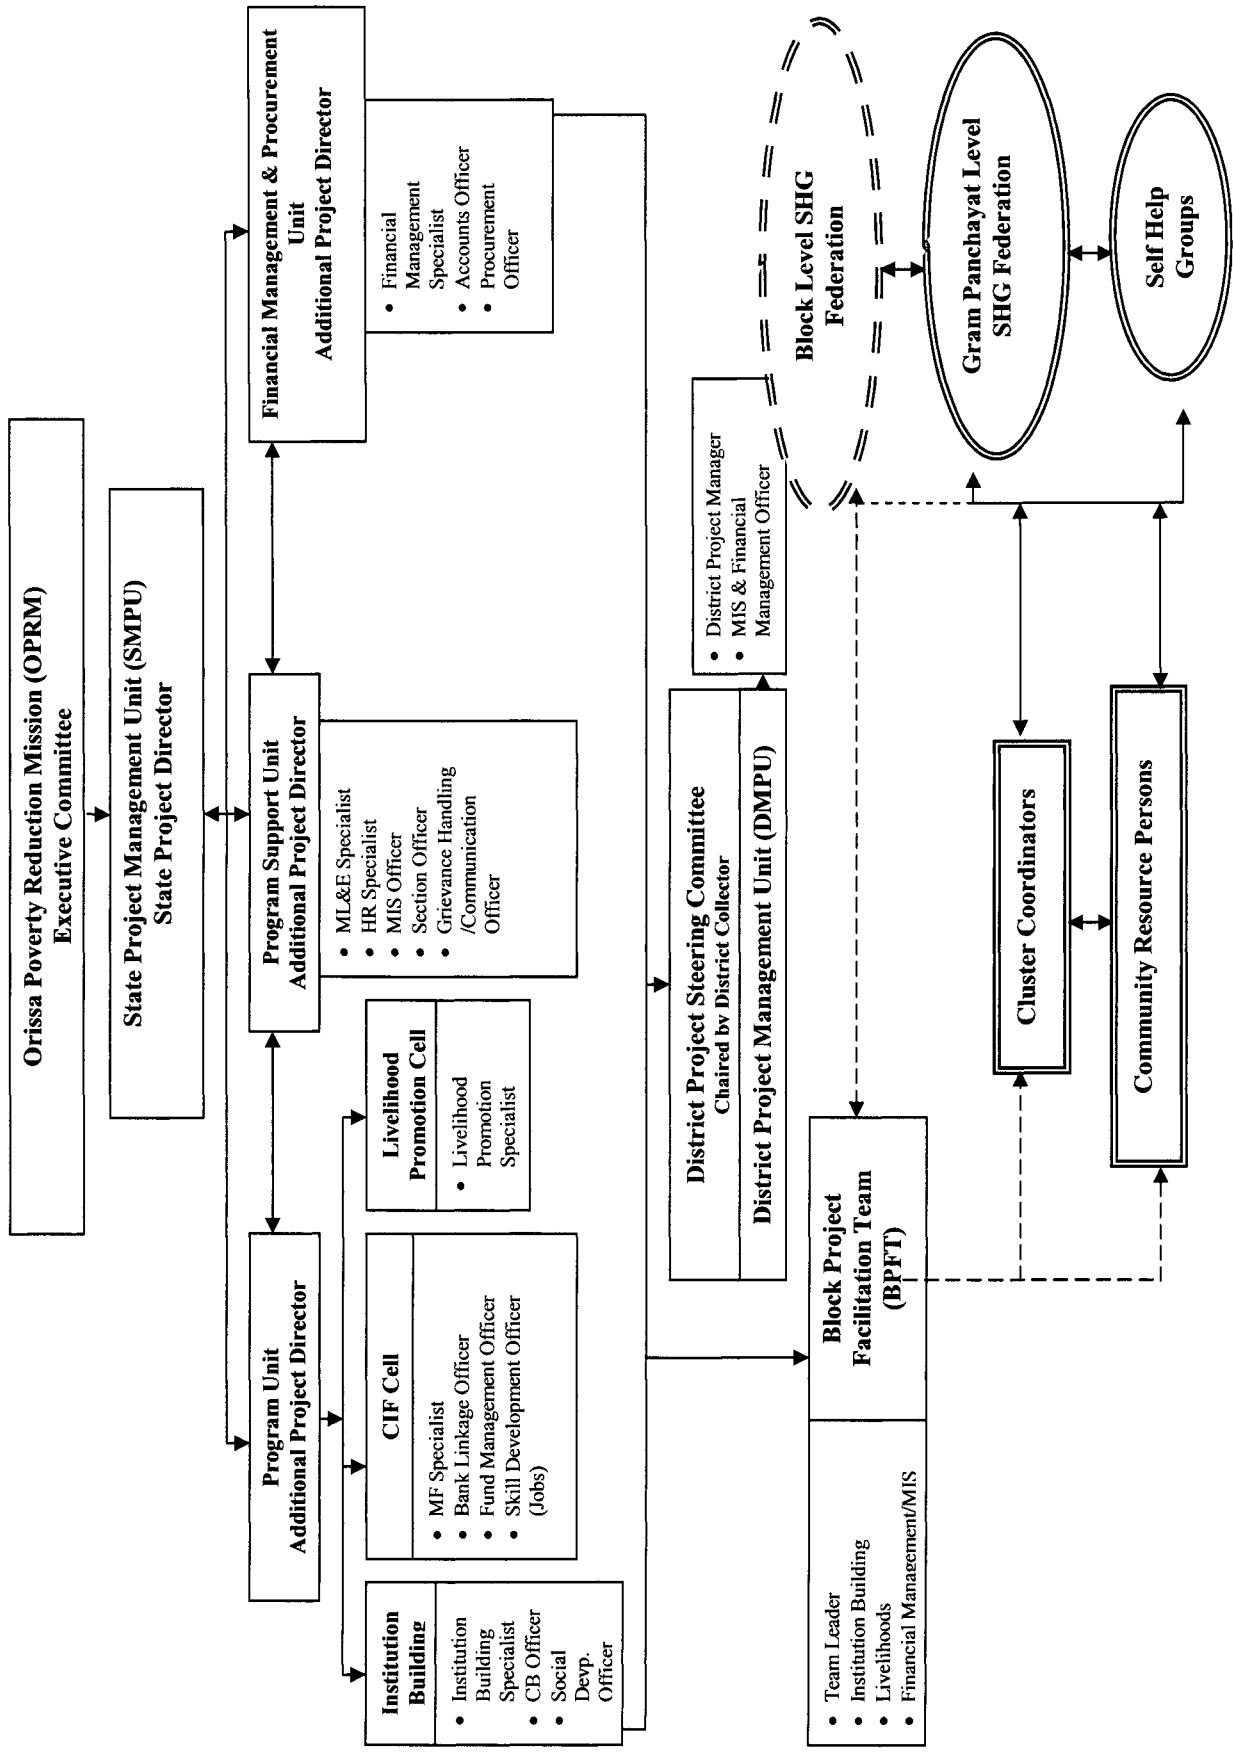 Orissa Poverty Reduction Mission (OPRM)
Executive Committee
State Project Management Unit (SMPU)
State Project Director
Program Unit
Additional Project Director
Program Support Unit
Additional Project Director
Financial Management & Procurement
Unit
Additional Project Director
Institution
Building
• Institution
Building
Specialist
• CB Officer
• Social
Devp.
Officer
CIF Cell
• MF Specialist
• Bank Linkage Officer
• Fund Management Officer
• Skill Development Officer
(Jobs)
Livelihood
Promotion Cell
• Livelihood
Promotion
Specialist
• ML&E Specialist
• HR Specialist
• MIS Officer
• Section Officer
• Grievance Handling
/Communication
Officer
• Financial
Management
Specialist
• Accounts Officer
• Procurement
Officer
District Project Steering Committee
Chaired by District Collector
District Project Management Unit (DMPU)
• District Project Manager
• MIS & Financial
Management Officer
• Team Leader
• Institution Building
• Livelihoods
• Financial Management/MIS
Block Project
Facilitation Team
(BPFT)
Block Level SHG
Federation
Cluster Coordinators
Gram Panchayat Level
SHG Federation
Community Resource Persons
Self Help
Groups